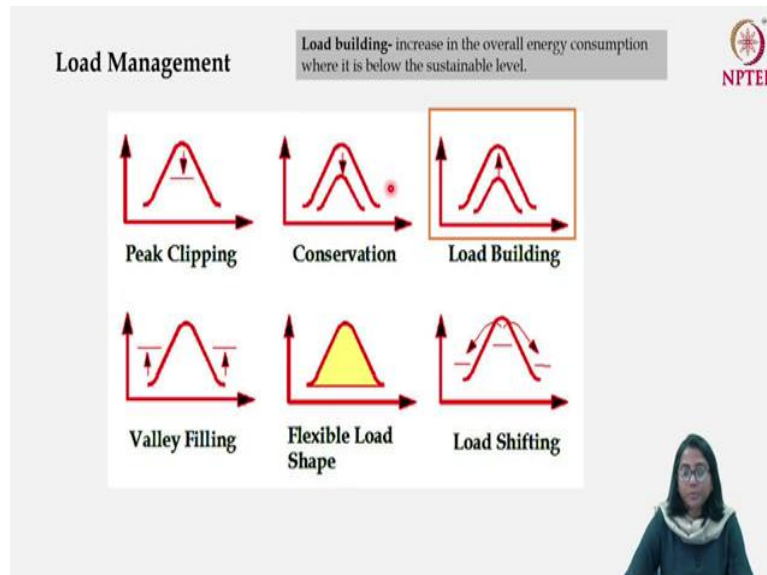 Load Management
Load building- increase in the overall energy consumption
where it is below the sustainable level.
NPTEL
Peak Clipping
Conservation
Load Building
Valley Filling
Flexible Load
Shape
Load Shifting